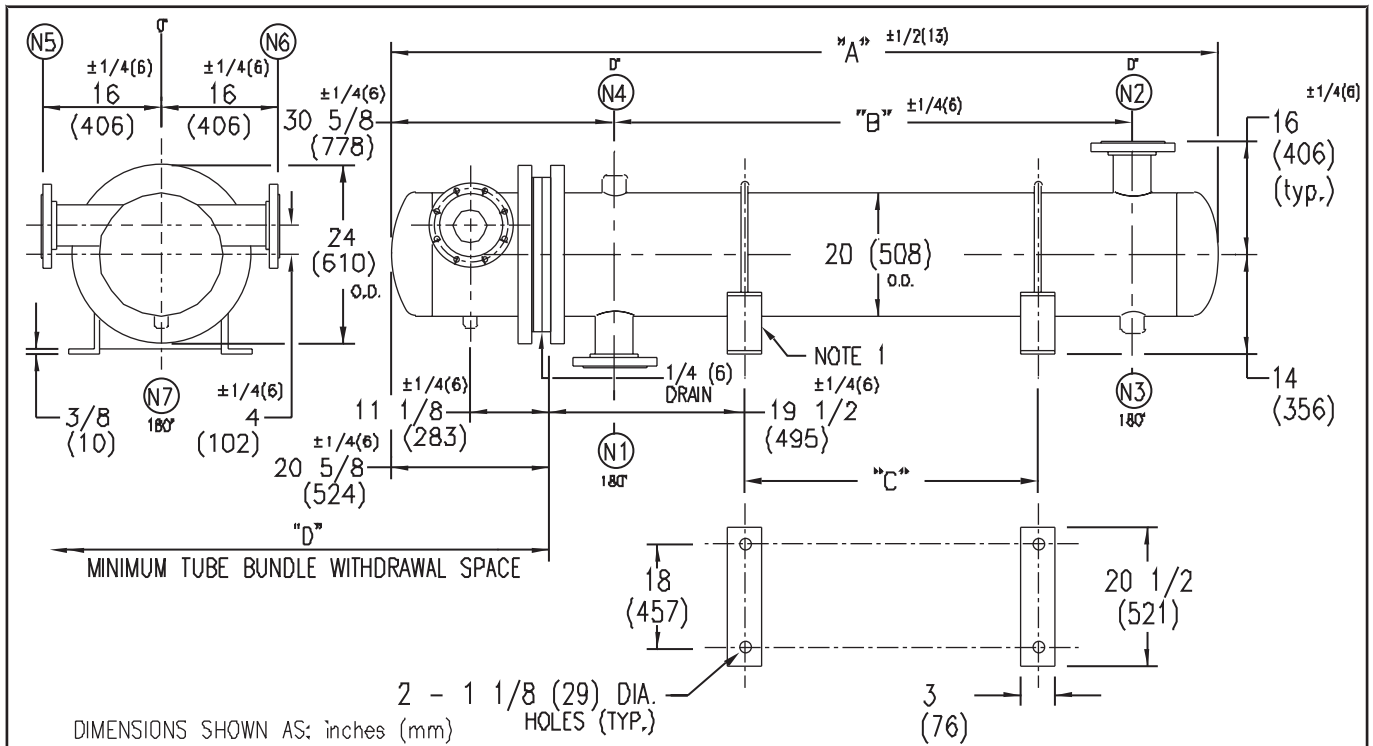 N5
0°
N6
±1/4(6)
16
(406)
±1/4(6)
16
(406)
±1/4(6)
30 5/8
(778)
"A" ±1/2(13)
0°
N4
"B" ±1/4(6)
0°
N2
±1/4(6)
16
(406)
(typ.)
24
(610)
O.D.
20 (508)
O.D.
3/8
(10)
N7
180°
±1/4(6)
4
(102)
±1/4(6)
11 1/8
(283)
±1/4(6)
20 5/8
(524)
1/4 (6)
DRAIN
NOTE 1
±1/4(6)
19 1/2
(495)
N1
180°
N3
180°
14
(356)
"C"
"D"
MINIMUM TUBE BUNDLE WITHDRAWAL SPACE
18
(457)
20 1/2
(521)
2 - 1 1/8 (29) DIA.
HOLES (TYP.)
3
(76)
DIMENSIONS SHOWN AS: inches (mm)